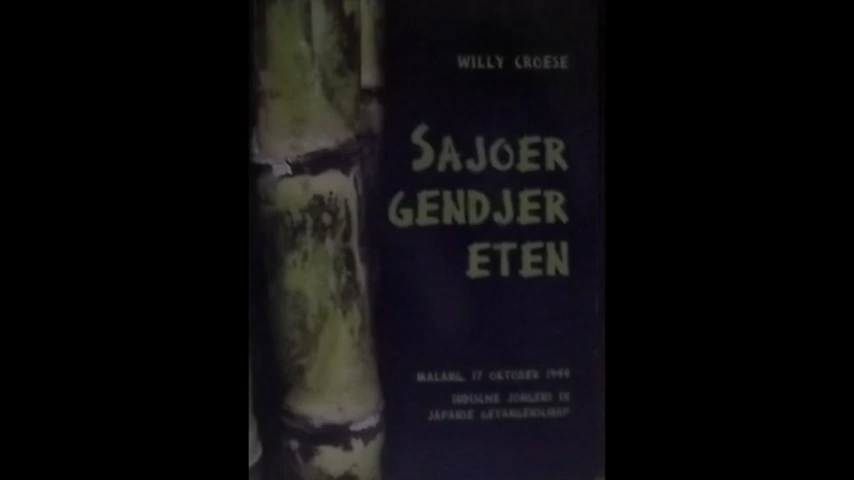 WILLY CROESE
SAJOER
GENDJER
ETEN
MALANG, 17 OKTOBER 1944
INDISCHE JONGENS IN
JAPANSE GEVANGENSCHAP